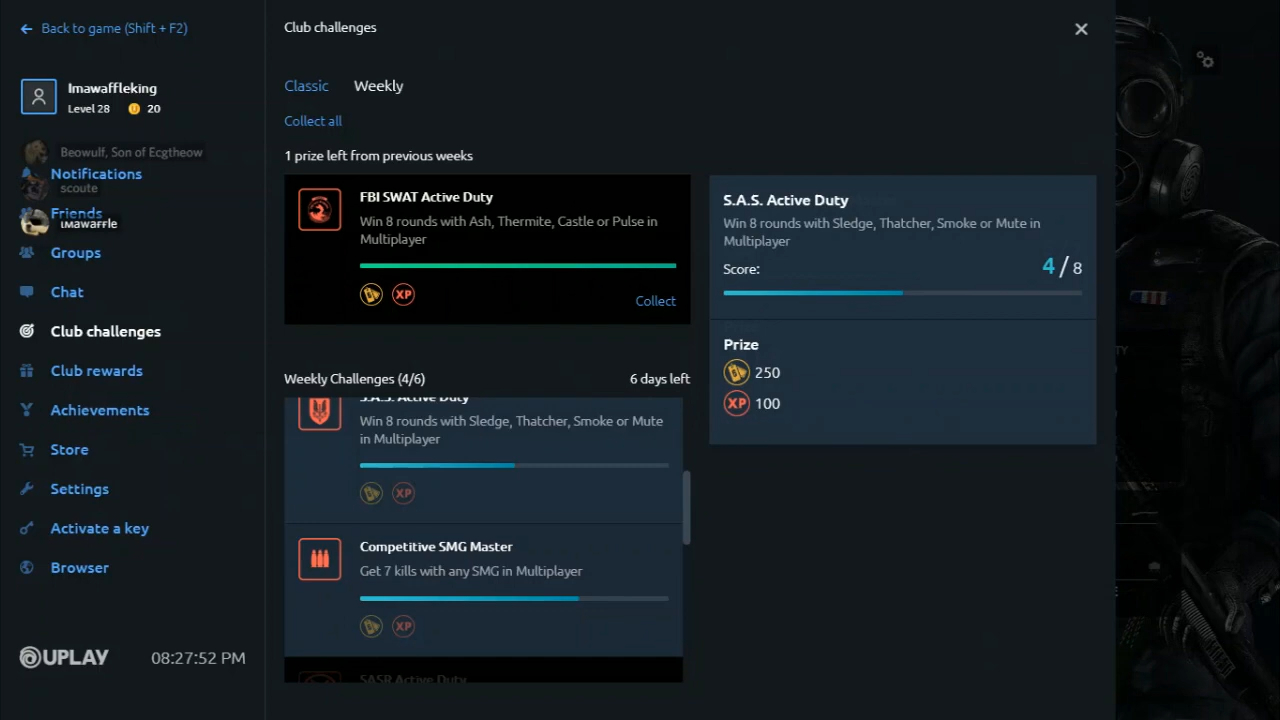 Back to game (Shift + F2)
Imawaffleking
Level 28
20
Beowulf, Son of Ecgtheow
Notifications
scoute
Friends
iMawaffle
Groups
Chat
Club challenges
Club rewards
Achievements
Store
Settings
Activate a key
Browser
UPLAY
08:27:52 PM
Club challenges
Classic
Weekly
Collect all
1 prize left from previous weeks
FBI SWAT Active Duty
Win 8 rounds with Ash, Thermite, Castle or Pulse in
Multiplayer
XP
Collect
Weekly Challenges (4/6)
6 days left
S.A.S. Active Duty
Win 8 rounds with Sledge, Thatcher, Smoke or Mute
in Multiplayer
XP
Competitive SMG Master
Get 7 kills with any SMG in Multiplayer
XP
SASR Active Duty
S.A.S. Active Duty
Win 8 rounds with Sledge, Thatcher, Smoke or Mute in
Multiplayer
Score:
4/8
Prize
250
XP 100